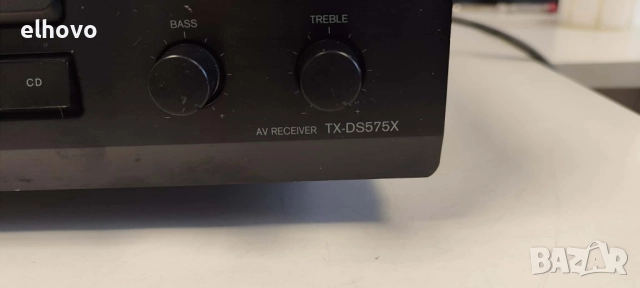 elhovo
BASS
TREBLE
CD
- +
- +
AV RECEIVER TX-DS575X
BAZAR